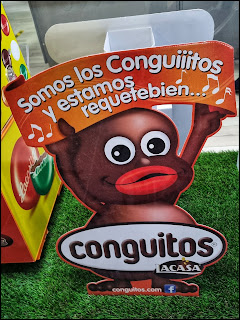 Somos los Conguiiitos
y estamos
requetebien...
conguitos
LACASA
conguitos.com
f